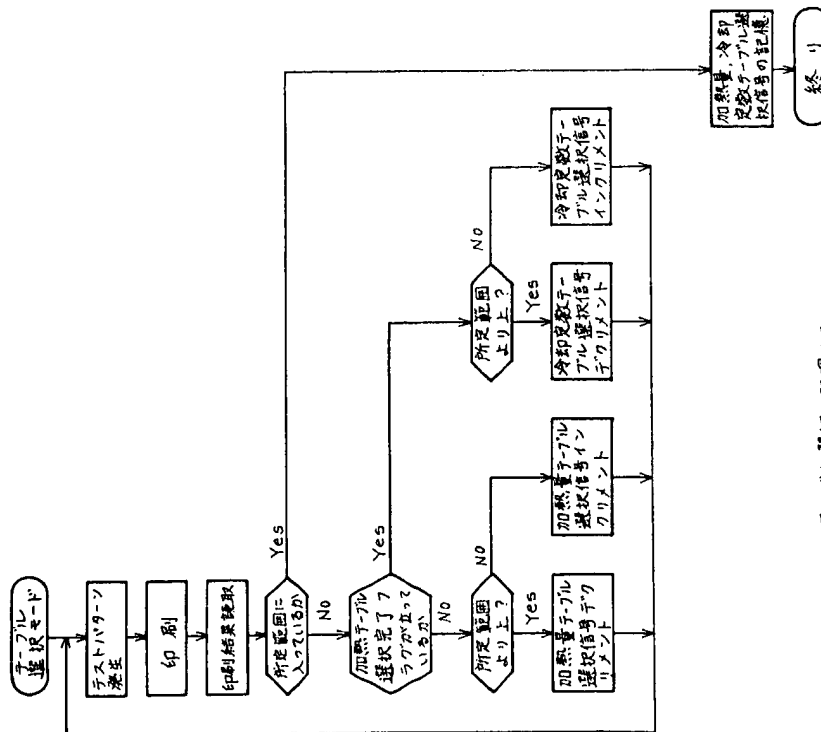 テーブル
選択モード
テストパターン
発生
印刷
印刷結果読取
所定範囲に
入っているか
Yes
No
加熱テーブル
選択完了フ
ラグが立って
いるか
Yes
No
所定範囲
より上?
No
Yes
加熱量テーブル
選択信号デク
リメント
加熱量テーブル
選択信号イン
クリメント
所定範囲
より上?
No
Yes
冷却定数テー
ブル選択信号
デクリメント
冷却定数テー
ブル選択信号
インクリメント
加熱量,冷却
定数テーブル選
択信号の記憶
終り